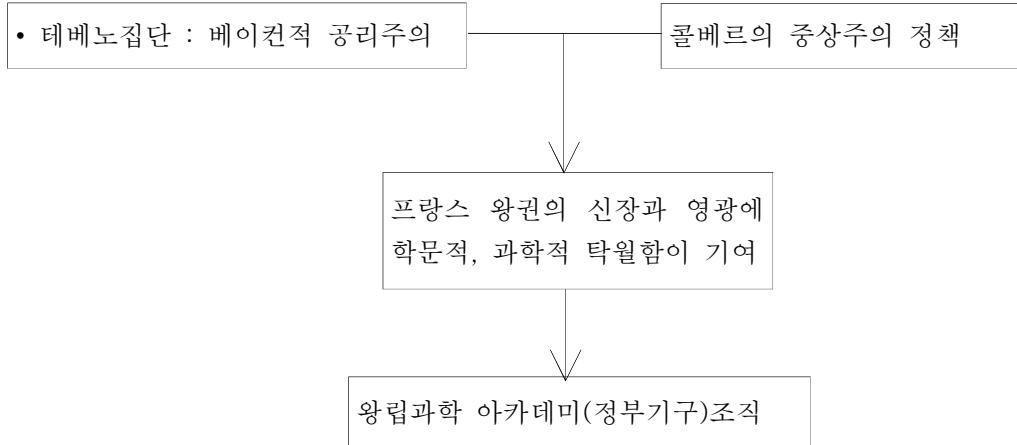 • 테베노집단 : 베이컨적 공리주의
콜베르의 중상주의 정책
프랑스 왕권의 신장과 영광에
학문적, 과학적 탁월함이 기여
왕립과학 아카데미(정부기구)조직